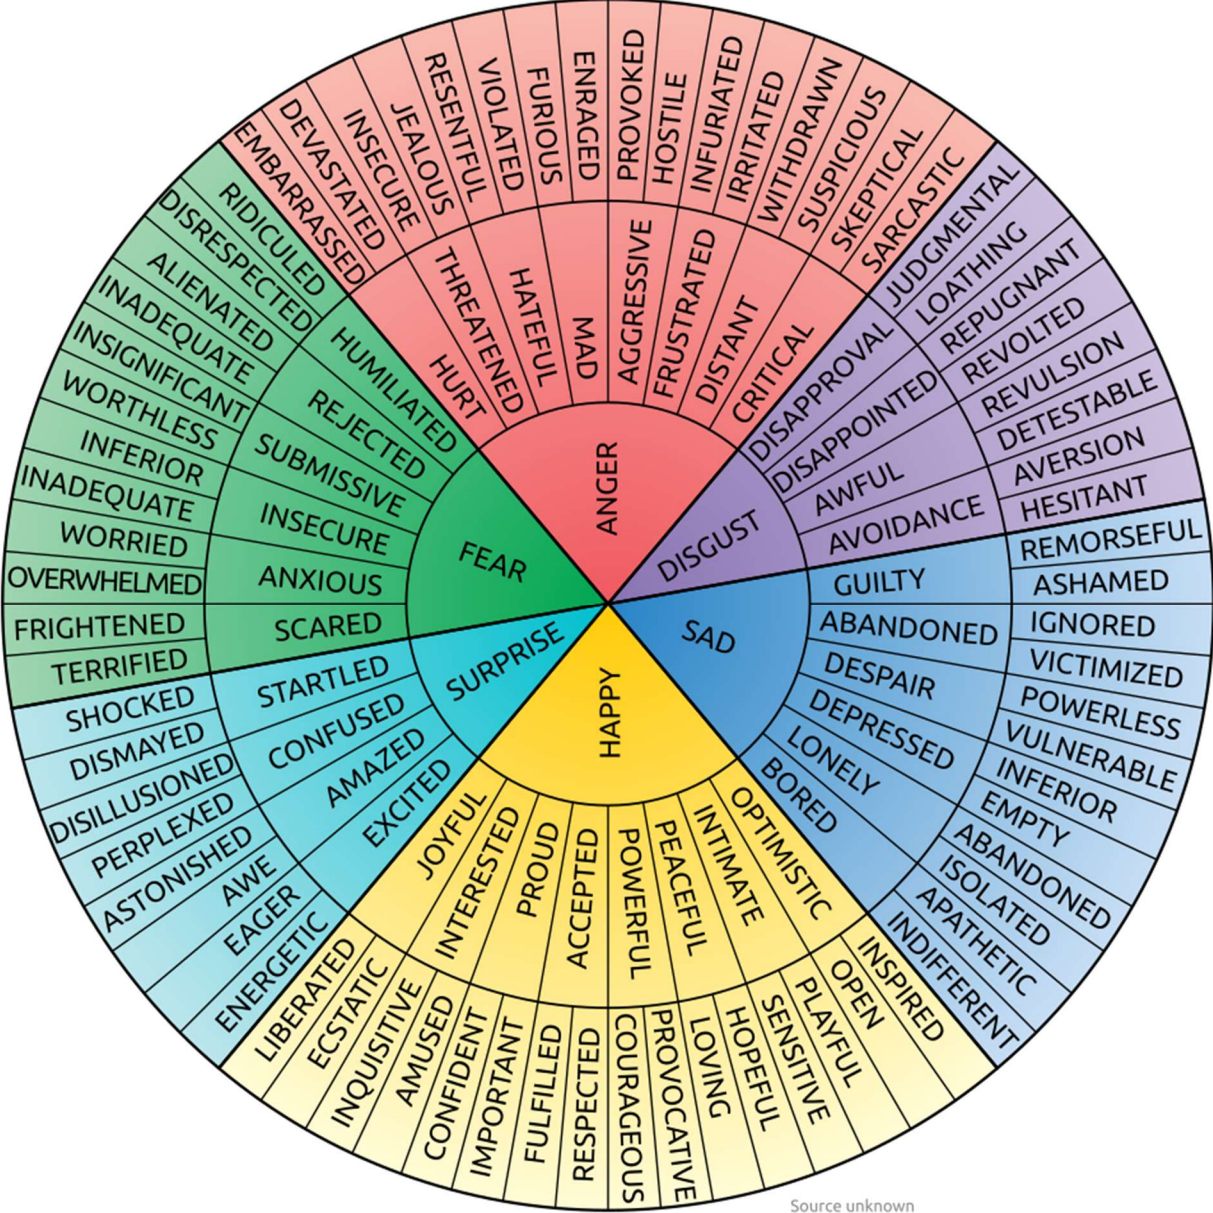 ANGER
HURT
THREATENED
HATEFUL
MAD
AGGRESSIVE
FRUSTRATED
DISTANT
CRITICAL
EMBARRASSED
DEVASTATED
INSECURE
JEALOUS
RESENTFUL
VIOLATED
FURIOUS
ENRAGED
PROVOKED
HOSTILE
INFURIATED
IRRITATED
WITHDRAWN
SUSPICIOUS
SKEPTICAL
SARCASTIC
DISGUST
DISAPPROVAL
DISAPPOINTED
AWFUL
AVOIDANCE
JUDGMENTAL
LOATHING
REPUGNANT
REVOLTED
REVULSION
DETESTABLE
AVERSION
HESITANT
SAD
GUILTY
ABANDONED
DESPAIR
DEPRESSED
LONELY
BORED
REMORSEFUL
ASHAMED
IGNORED
VICTIMIZED
POWERLESS
VULNERABLE
INFERIOR
EMPTY
ABANDONED
ISOLATED
APATHETIC
INDIFFERENT
HAPPY
OPTIMISTIC
INTIMATE
PEACEFUL
POWERFUL
ACCEPTED
PROUD
INTERESTED
JOYFUL
INSPIRED
OPEN
PLAYFUL
SENSITIVE
HOPEFUL
LOVING
PROVOCATIVE
COURAGEOUS
RESPECTED
FULFILLED
IMPORTANT
CONFIDENT
AMUSED
INQUISITIVE
ECSTATIC
LIBERATED
SURPRISE
EXCITED
AMAZED
CONFUSED
STARTLED
ENERGETIC
EAGER
AWE
ASTONISHED
PERPLEXED
DISILLUSIONED
DISMAYED
SHOCKED
FEAR
SCARED
ANXIOUS
INSECURE
SUBMISSIVE
REJECTED
HUMILIATED
TERRIFIED
FRIGHTENED
OVERWHELMED
WORRIED
INADEQUATE
INFERIOR
WORTHLESS
INSIGNIFICANT
INADEQUATE
ALIENATED
DISRESPECTED
RIDICULED
Source unknown